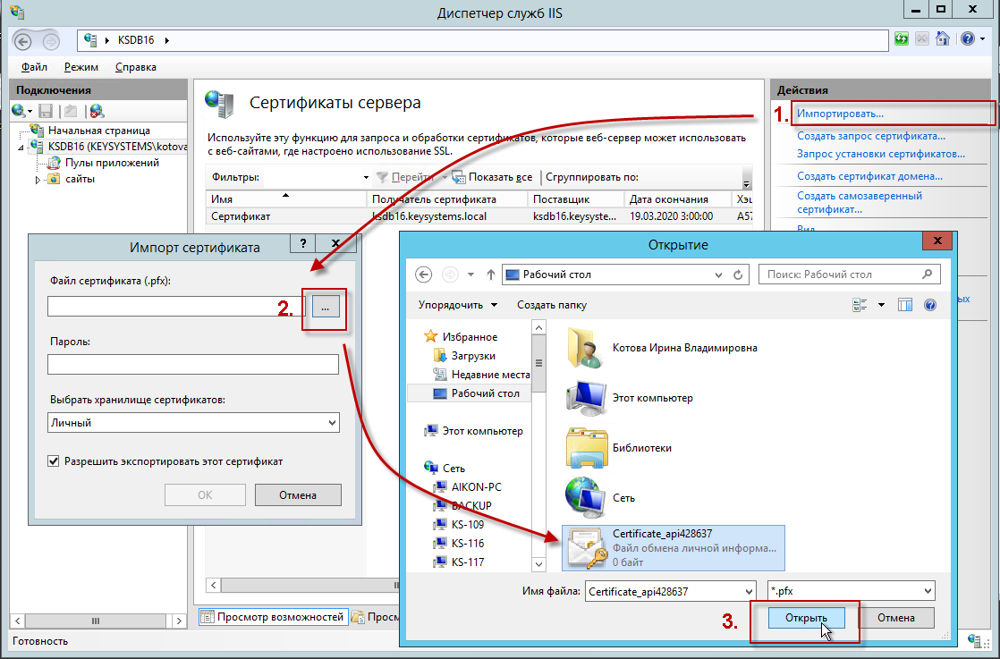 Диспетчер служб IIS
KSDB16
Файл Режим Справка
Подключения
Начальная страница
KSDB16 (KEYSYSTEMS\kotova
Пулы приложений
сайты
Сертификаты сервера
Используйте эту функцию для запроса и обработки сертификатов, которые веб-сервер может использовать
с веб-сайтами, где настроено использование SSL.
Фильтры: Перейти Показать все Сгруппировать по:
Имя Получатель сертификата Поставщик Дата окончания Хэш
Сертификат ksdb16.keysystems.local ksdb16.keysyste... 19.03.2020 3:00:00 A57
Действия
1. Импортировать...
Создать запрос сертификата...
Запрос установки сертификатов...
Создать сертификат домена...
Создать самозаверенный
сертификат...
Вид
ых
Импорт сертификата
?
Файл сертификата (.pfx):
2. ...
Пароль:
Выбрать хранилище сертификатов:
Личный
Разрешить экспортировать этот сертификат
OK Отмена
Открытие
Рабочий стол
Поиск: Рабочий стол
Упорядочить Создать папку
Избранное
Загрузки
Недавние места
Рабочий стол
Этот компьютер
Сеть
AIKON-PC
BACKUP
KS-109
KS-116
KS-117
Котова Ирина Владимировна
Этот компьютер
Библиотеки
Сеть
Certificate_api428637
Файл обмена личной информа...
0 байт
Имя файла: Certificate_api428637 *.pfx
3. Открыть Отмена
Просмотр возможностей Просм
Готовность